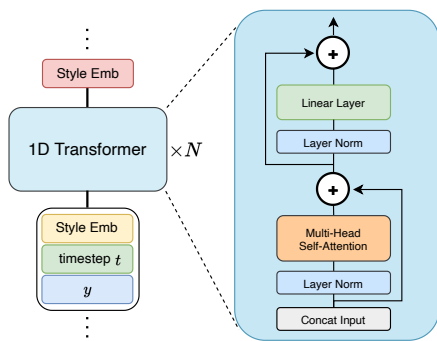 Style Emb
1D Transformer
×N
Style Emb
timestep t
y
+
Linear Layer
Layer Norm
+
Multi-Head
Self-Attention
Layer Norm
Concat Input